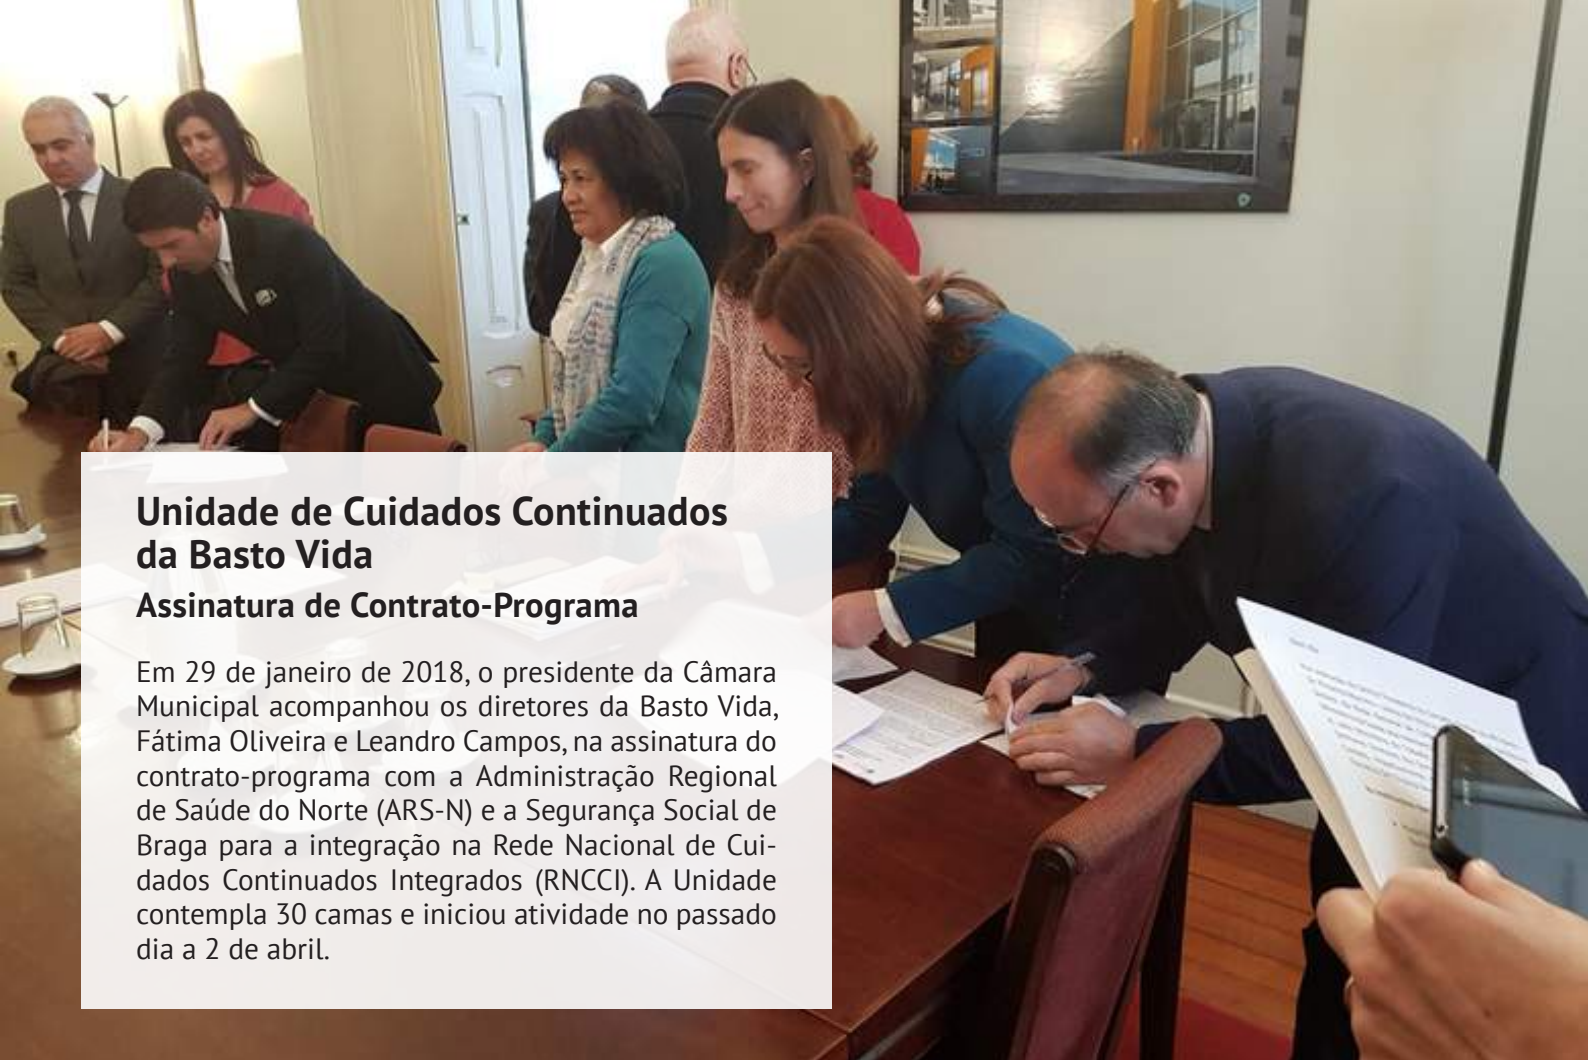 Unidade de Cuidados Continuados
da Basto Vida
Assinatura de Contrato-Programa
Em 29 de janeiro de 2018, o presidente da Câmara
Municipal acompanhou os diretores da Basto Vida,
Fátima Oliveira e Leandro Campos, na assinatura do
contrato-programa com a Administração Regional
de Saúde do Norte (ARS-N) e a Segurança Social de
Braga para a integração na Rede Nacional de Cui-
dados Continuados Integrados (RNCCI). A Unidade
contempla 30 camas e iniciou atividade no passado
dia a 2 de abril.